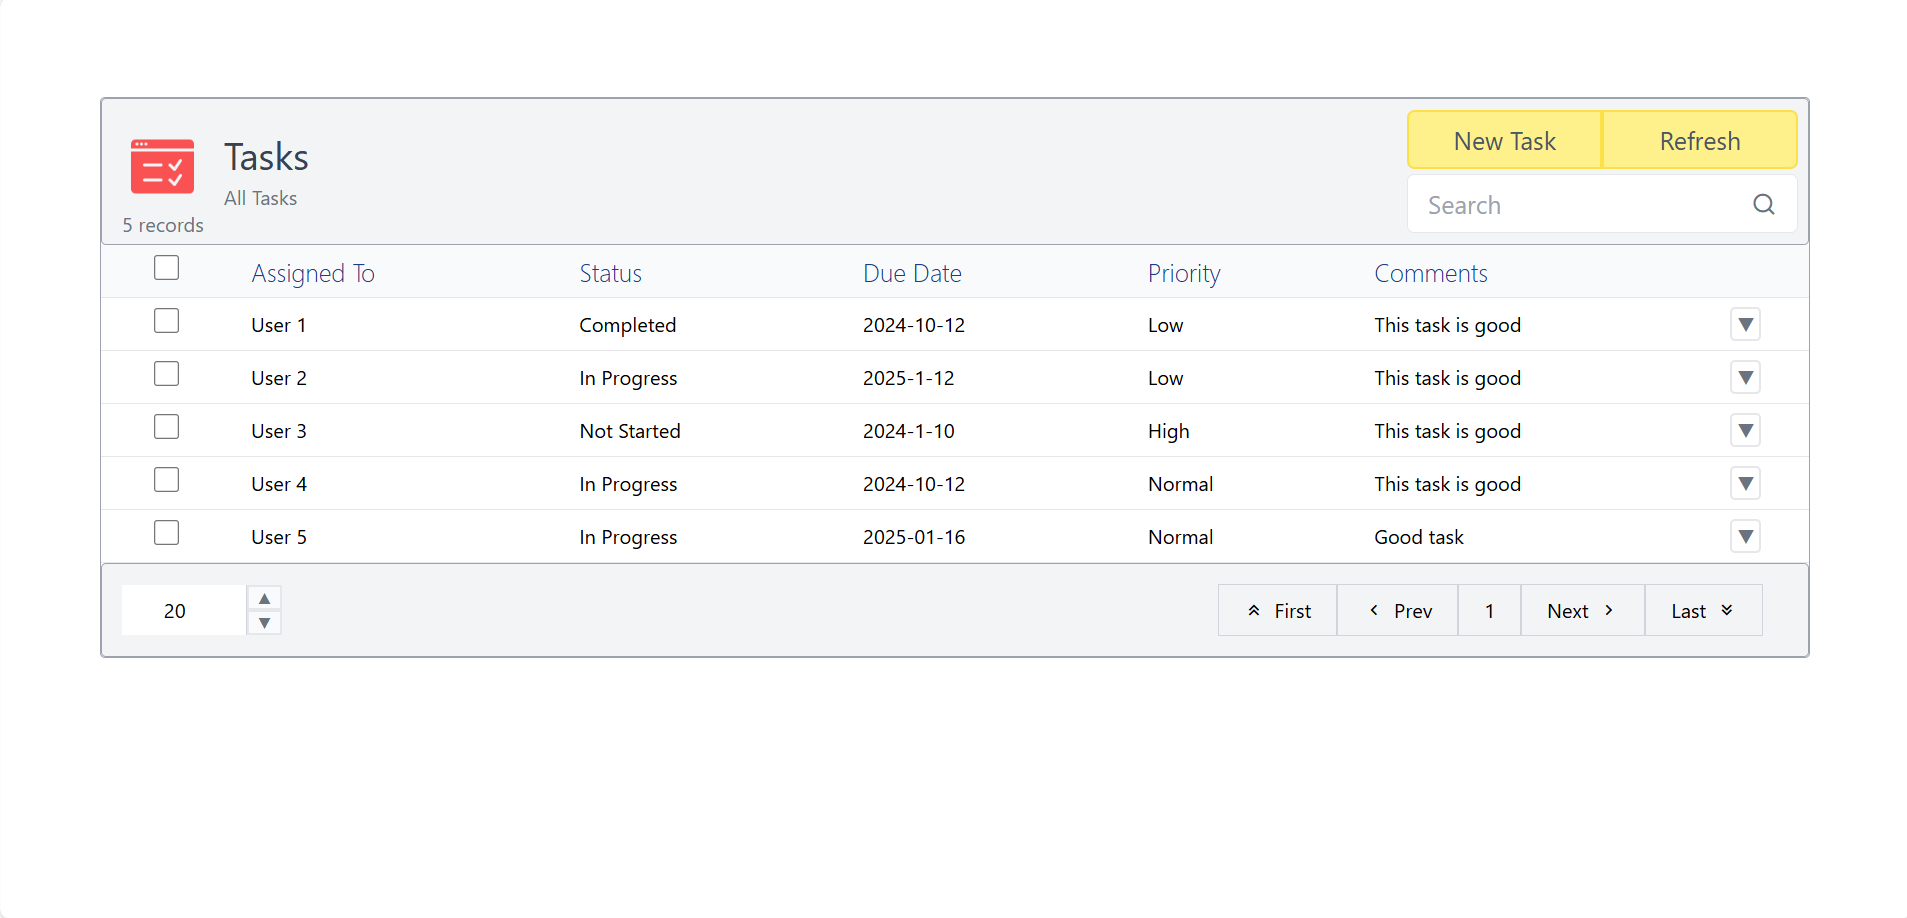 Tasks
All Tasks
5 records
New Task Refresh
Search
Assigned To Status Due Date Priority Comments
User 1 Completed 2024-10-12 Low This task is good
User 2 In Progress 2025-1-12 Low This task is good
User 3 Not Started 2024-1-10 High This task is good
User 4 In Progress 2024-10-12 Normal This task is good
User 5 In Progress 2025-01-16 Normal Good task
20 First Prev 1 Next Last